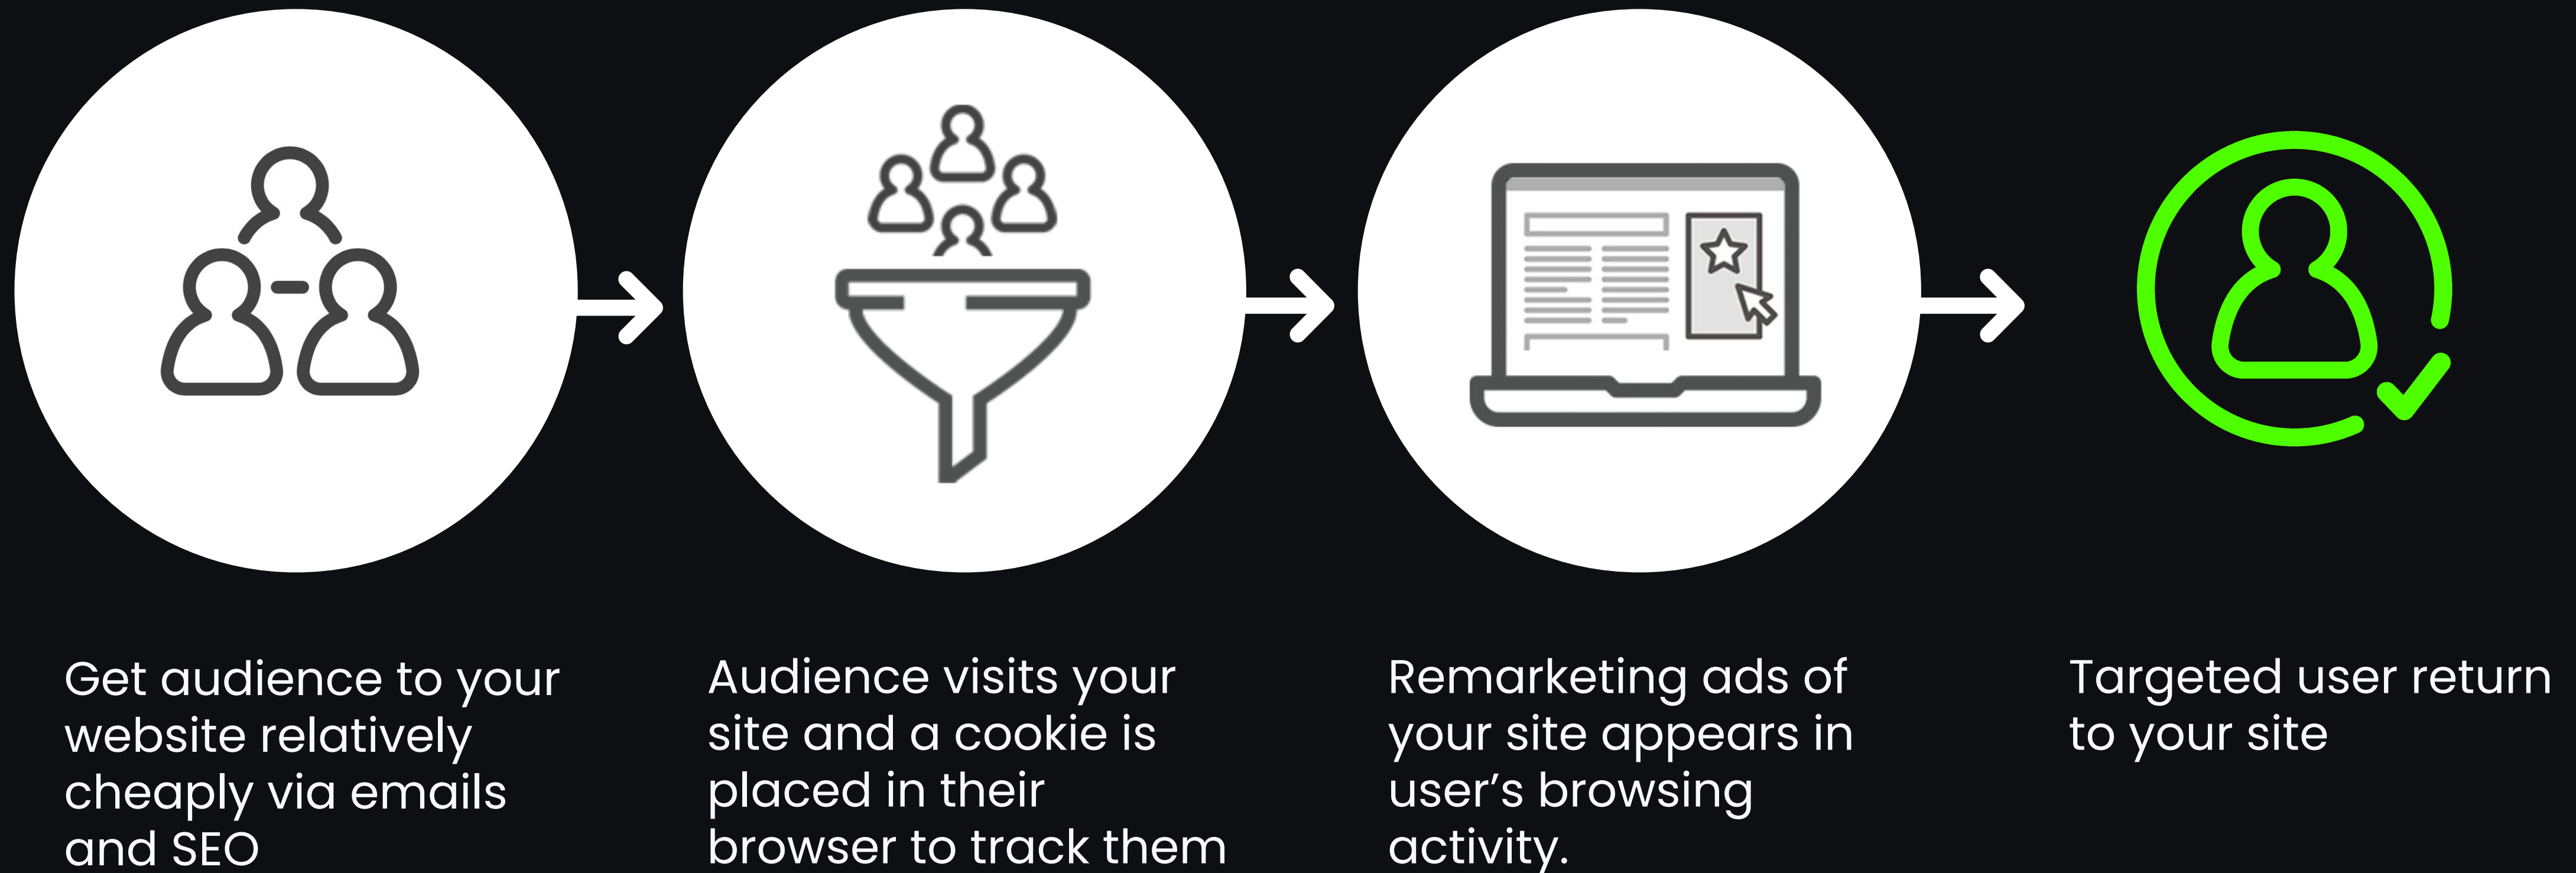 Get audience to your
website relatively
cheaply via emails
and SEO
Audience visits your
site and a cookie is
placed in their
browser to track them
Remarketing ads of
your site appears in
user’s browsing
activity.
Targeted user return
to your site